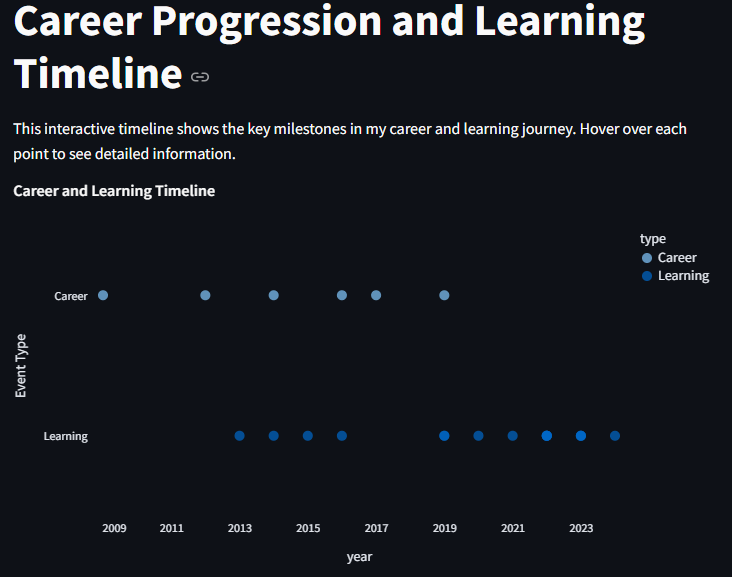 Career Progression and Learning
Timeline
This interactive timeline shows the key milestones in my career and learning journey. Hover over each
point to see detailed information.
Career and Learning Timeline
type
Career
Learning
Career
Event Type
Learning
2009 2011 2013 2015 2017 2019 2021 2023
year